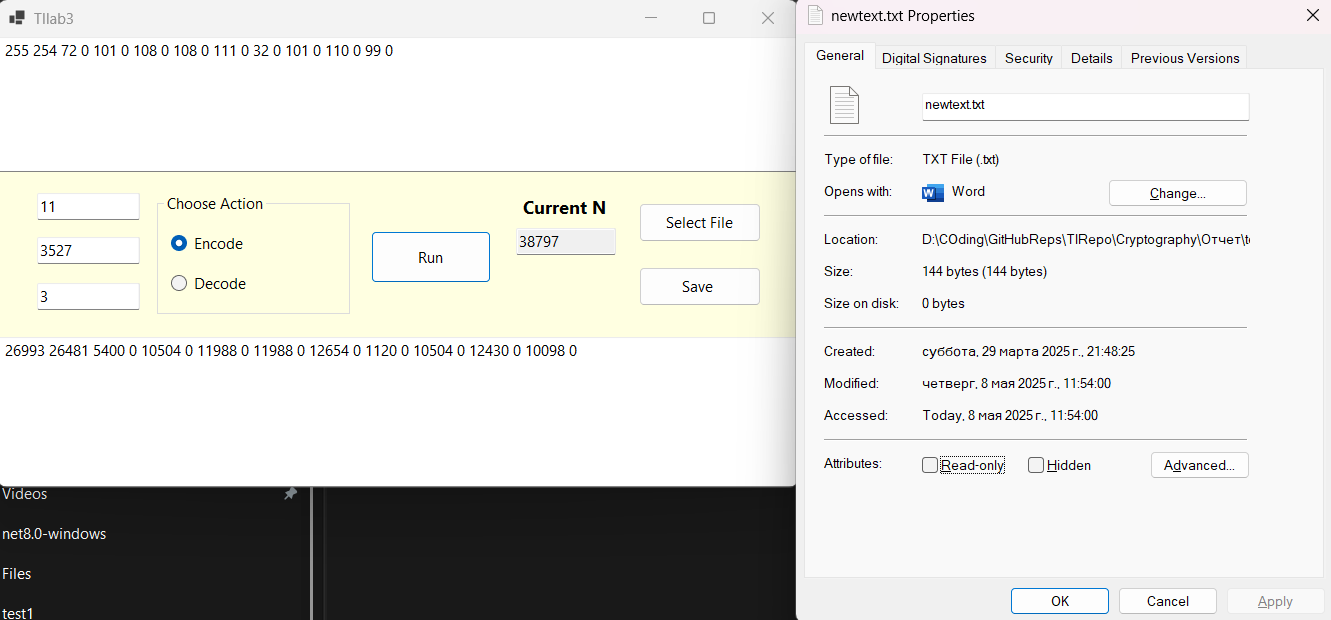 TIlab3
255 254 72 0 101 0 108 0 108 0 111 0 32 0 101 0 110 0 99 0
11
3527
3
Choose Action
Encode
Decode
Run
Current N
38797
Select File
Save
26993 26481 5400 0 10504 0 11988 0 11988 0 12654 0 1120 0 10504 0 12430 0 10098 0
Videos
net8.0-windows
Files
test1
newtext.txt Properties
General Digital Signatures Security Details Previous Versions
newtext.txt
Type of file: TXT File (.txt)
Opens with: Word Change...
Location: D:\COding\GitHubReps\TIRepo\Cryptography\Отчет\te
Size: 144 bytes (144 bytes)
Size on disk: 0 bytes
Created: суббота, 29 марта 2025 г., 21:48:25
Modified: четверг, 8 мая 2025 г., 11:54:00
Accessed: Today, 8 мая 2025 г., 11:54:00
Attributes: Read-only Hidden Advanced...
OK Cancel Apply